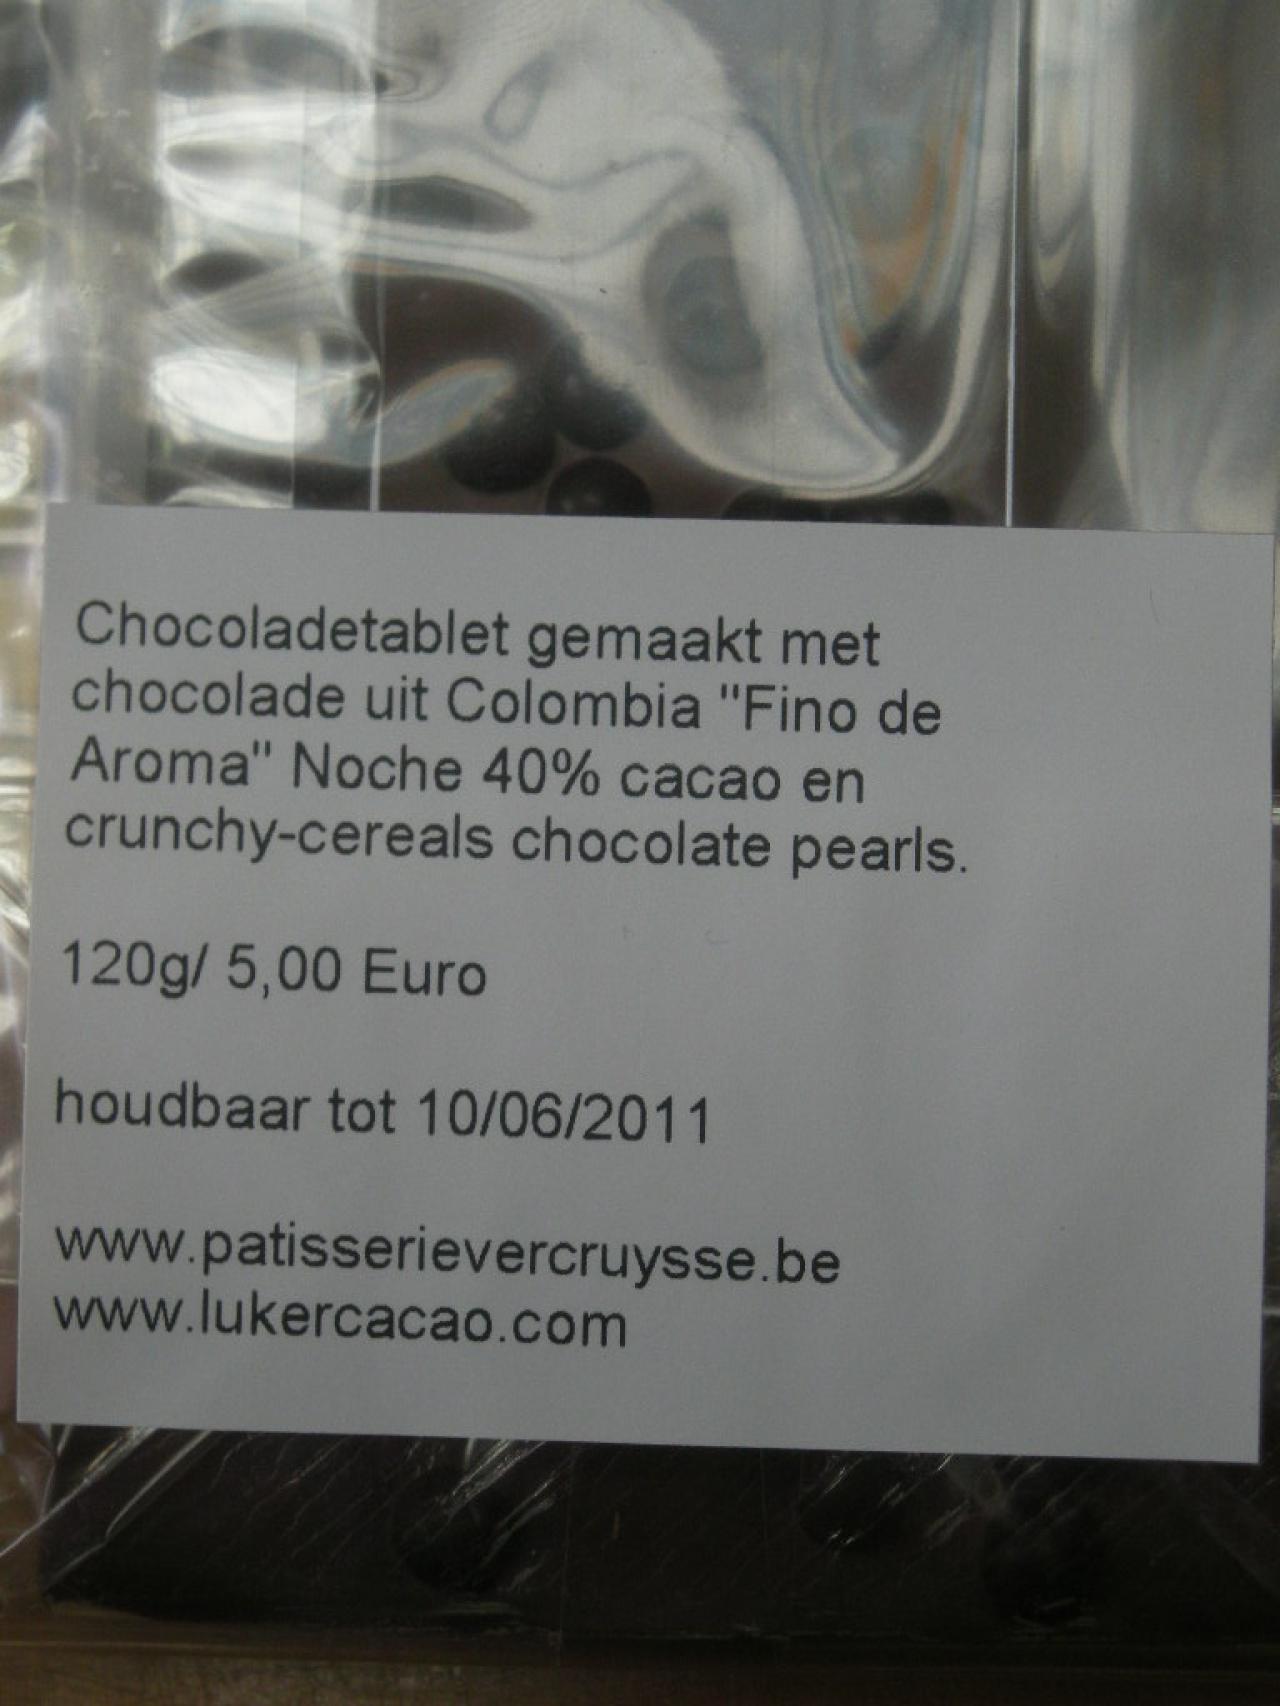 Chocoladetablet gemaakt met
chocolade uit Colombia "Fino de
Aroma" Noche 40% cacao en
crunchy-cereals chocolate pearls.
120g/ 5,00 Euro
houdbaar tot 10/06/2011
www.patisserievercruysse.be
www.lukercacao.com